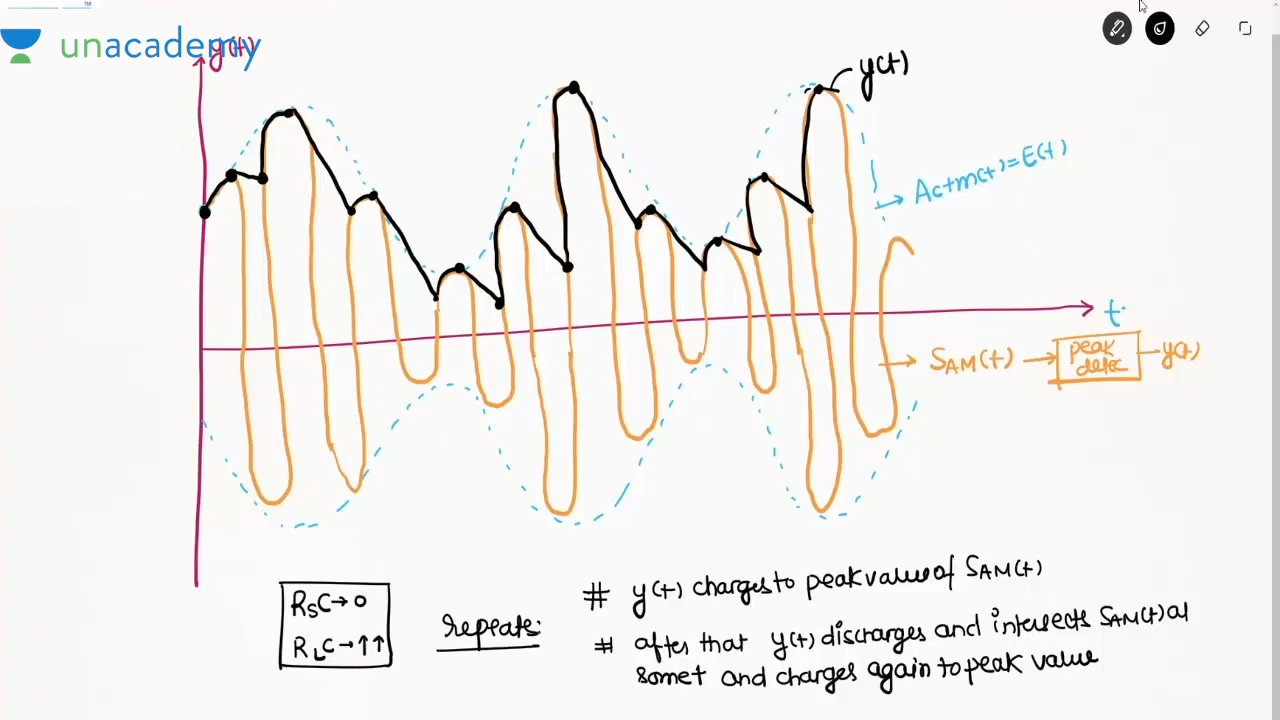 unacademy
y(t)
y(t)
Ac+m(t)=E(t)
t
SAM(t)
peak
detec
y(t)
RSC→0
RLC→↑↑
repeats:
# y(t) charges to peak value of SAM(t)
# after that y(t) discharges and intersects SAM(t) at
some t and charges again to peak value